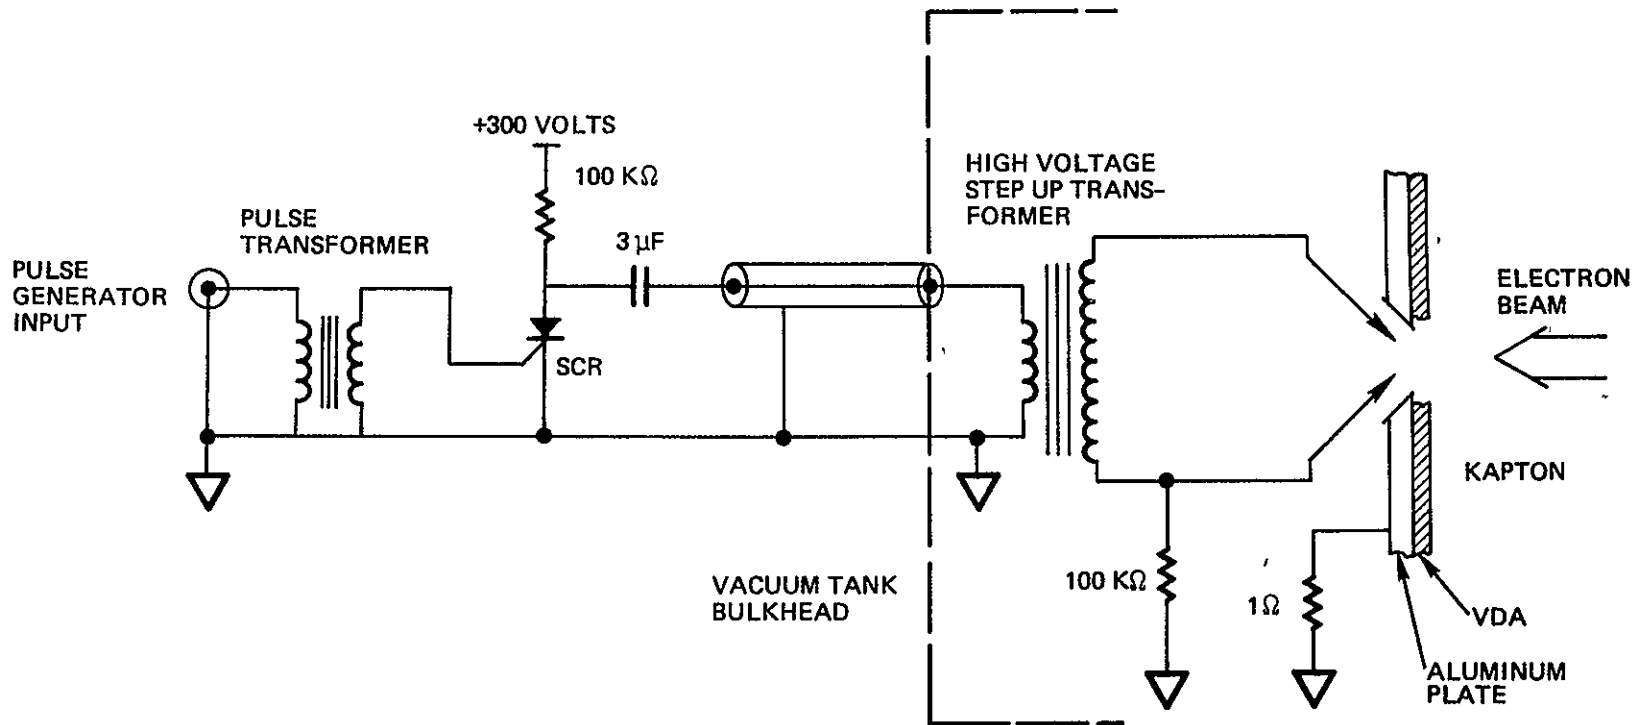 +300 VOLTS
100 KΩ
PULSE
TRANSFORMER
3 µF
PULSE
GENERATOR
INPUT
SCR
HIGH VOLTAGE
STEP UP TRANS-
FORMER
ELECTRON
BEAM
KAPTON
VACUUM TANK
BULKHEAD
100 KΩ
1Ω
VDA
ALUMINUM
PLATE